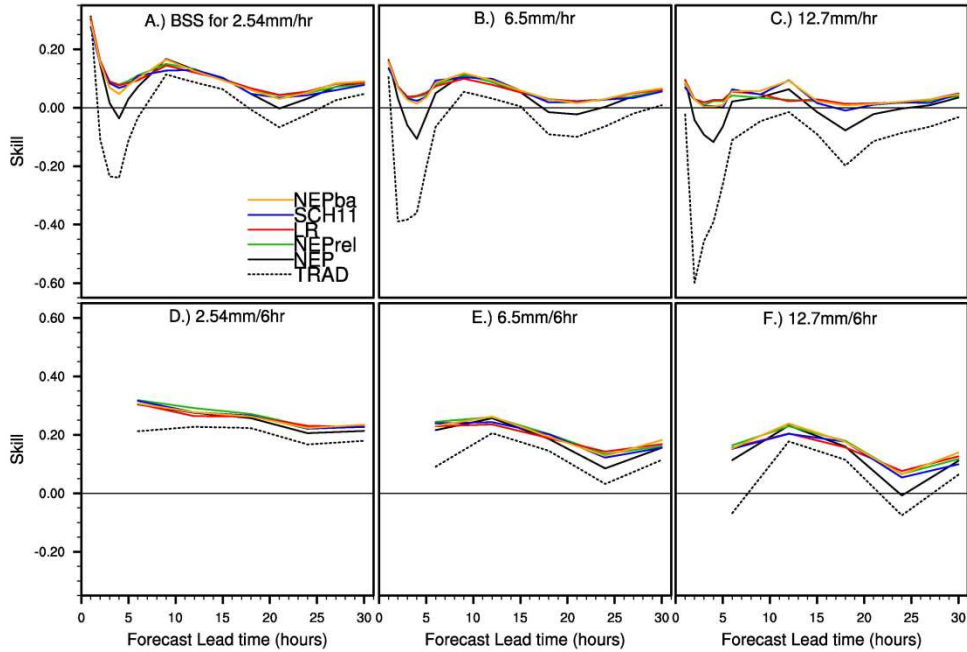 A.) BSS for 2.54mm/hr
B.) 6.5mm/hr
C.) 12.7mm/hr
0.20
0.00
-0.20
-0.40
-0.60
Skill
NEPba
SCH11
LR
NEPrel
NEP
TRAD
D.) 2.54mm/6hr
E.) 6.5mm/6hr
F.) 12.7mm/6hr
0.60
0.40
0.20
0.00
-0.20
Skill
0 5 10 15 20 25 0 5 10 15 20 25 0 5 10 15 20 25 30
Forecast Lead time (hours)
Forecast Lead time (hours)
Forecast Lead time (hours)